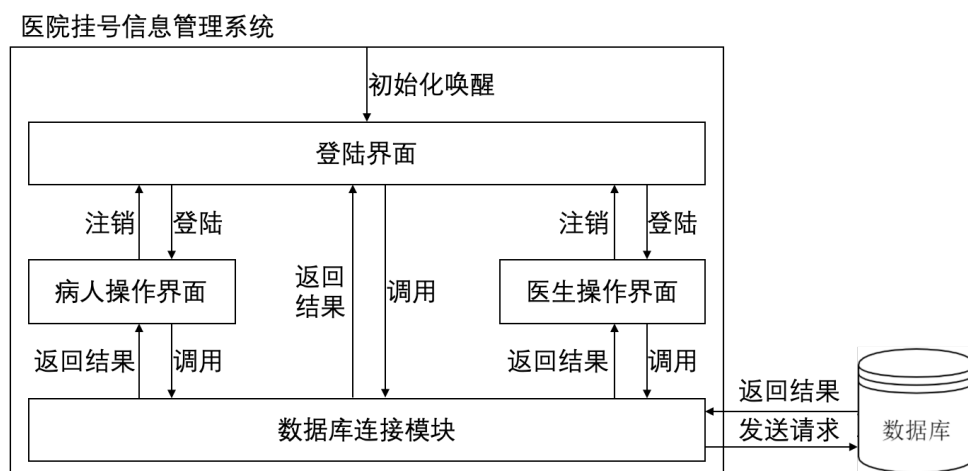 医院挂号信息管理系统
初始化唤醒
登陆界面
注销
登陆
注销
登陆
返回
结果
调用
病人操作界面
医生操作界面
返回结果
调用
返回结果
调用
返回结果
数据库连接模块
发送请求
数据库